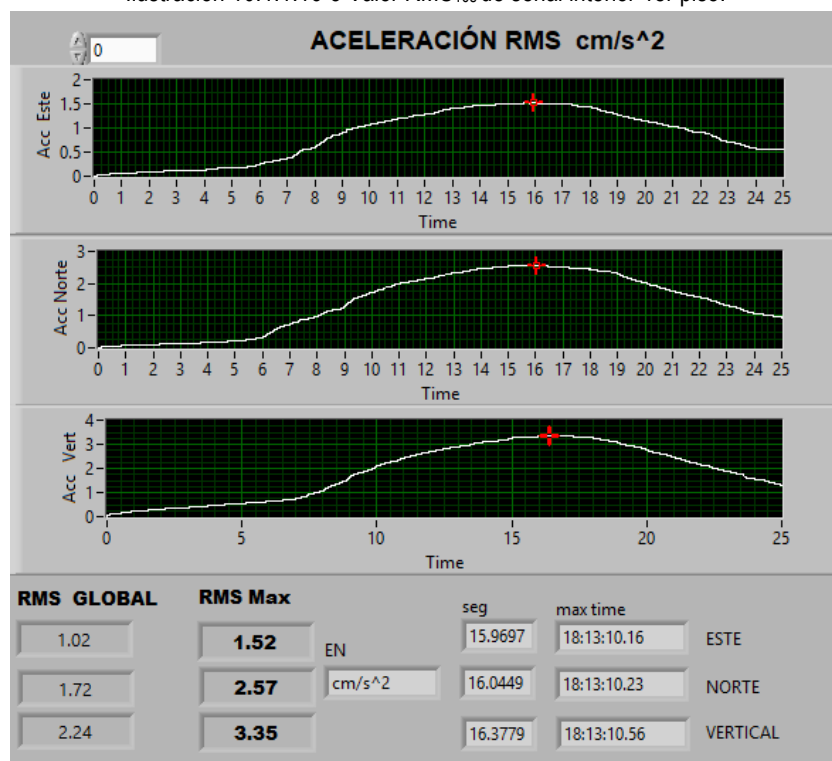 ACELERACIÓN RMS cm/s^2
0
Acc Este
2
1.5
1
0.5
0
0 1 2 3 4 5 6 7 8 9 10 11 12 13 14 15 16 17 18 19 20 21 22 23 24 25
Time
Acc Norte
3
2
1
0
0 1 2 3 4 5 6 7 8 9 10 11 12 13 14 15 16 17 18 19 20 21 22 23 24 25
Time
Acc Vert
4
3
2
1
0
0 5 10 15 20 25
Time
RMS GLOBAL RMS Max seg max time
1.02 1.52 EN 15.9697 18:13:10.16 ESTE
1.72 2.57 cm/s^2 16.0449 18:13:10.23 NORTE
2.24 3.35 16.3779 18:13:10.56 VERTICAL